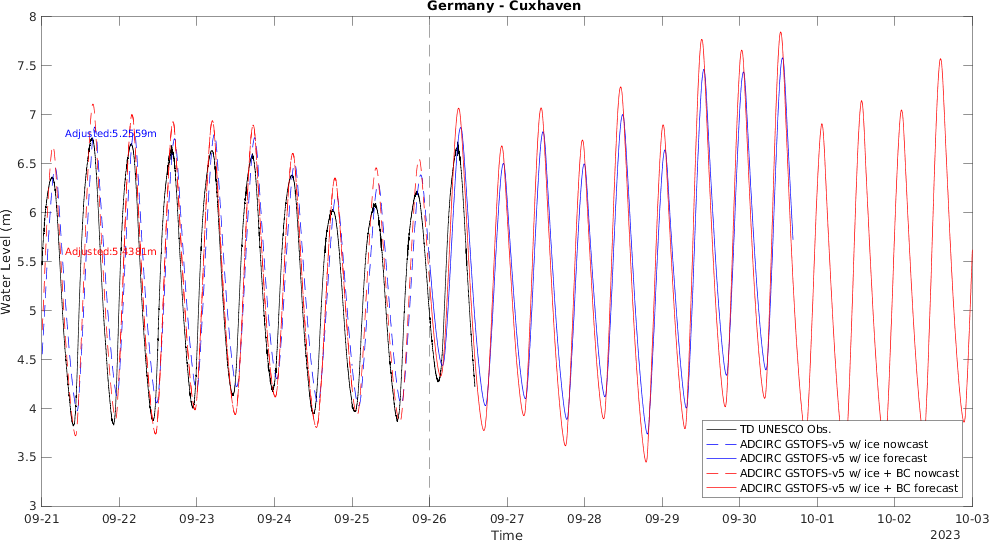 Germany - Cuxhaven
8
7.5
7
6.5
6
5.5
5
4.5
4
3.5
3
Water Level (m)
Adjusted:5.2559m
Adjusted:5.4381m
TD UNESCO Obs.
ADCIRC GSTOFS-v5 w/ ice nowcast
ADCIRC GSTOFS-v5 w/ ice forecast
ADCIRC GSTOFS-v5 w/ ice + BC nowcast
ADCIRC GSTOFS-v5 w/ ice + BC forecast
09-21 09-22 09-23 09-24 09-25 09-26 09-27 09-28 09-29 09-30 10-01 10-02 10-03
Time
2023